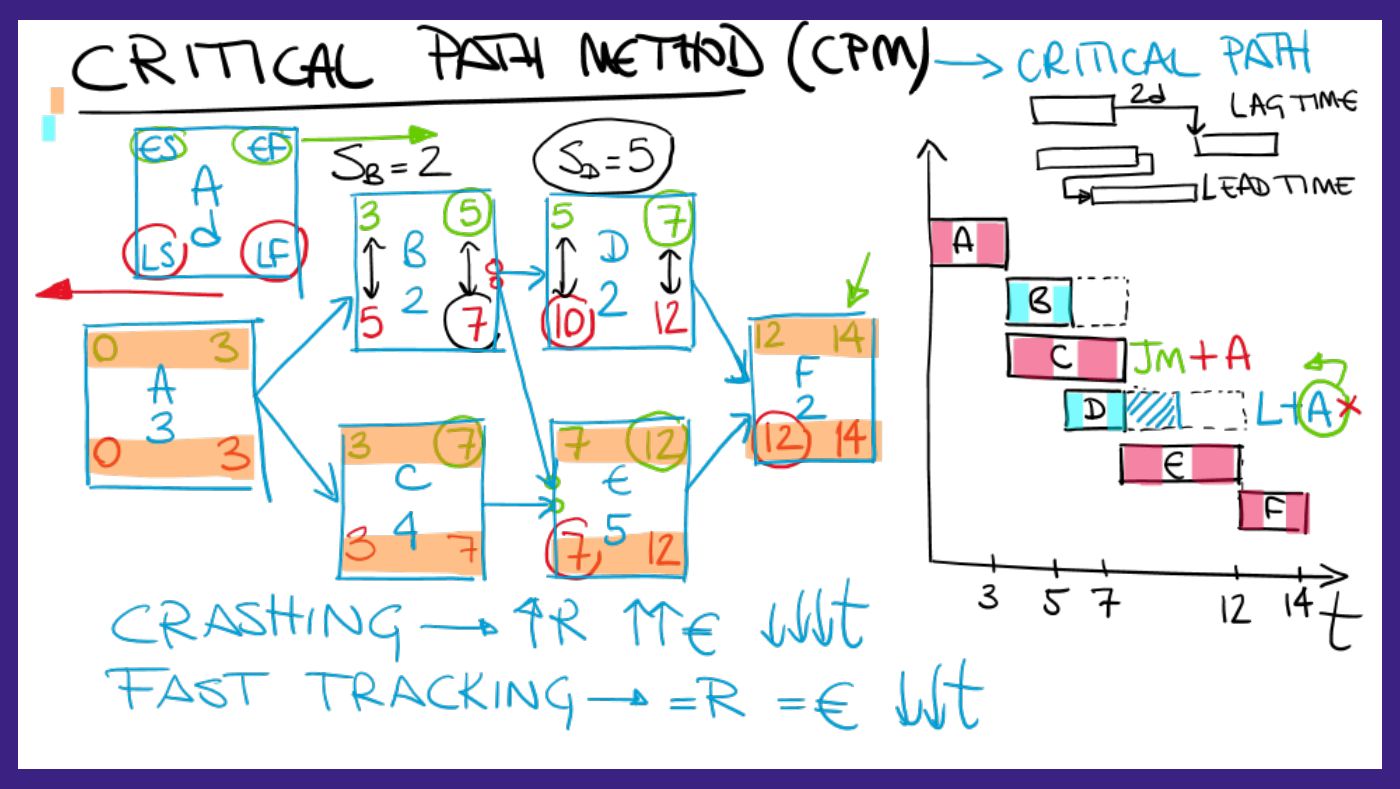 CRITICAL PATH METHOD (CPM) → CRITICAL PATH
2d
LAG TIME
LEAD TIME
ES EF
A
d
LS LF
S_B = 2
S_D = 5
3 5
B
2
5 7
5 7
D
2
10 12
0 3
A
3
0 3
3 7
C
4
3 7
7 12
E
5
7 12
12 14
F
2
12 14
A
B
C Jm + A
D L + A x
E
F
3 5 7 12 14 t
CRASHING → ↑R ↑↑€ ↓↓↓t
FAST TRACKING → =R =€ ↓↓t